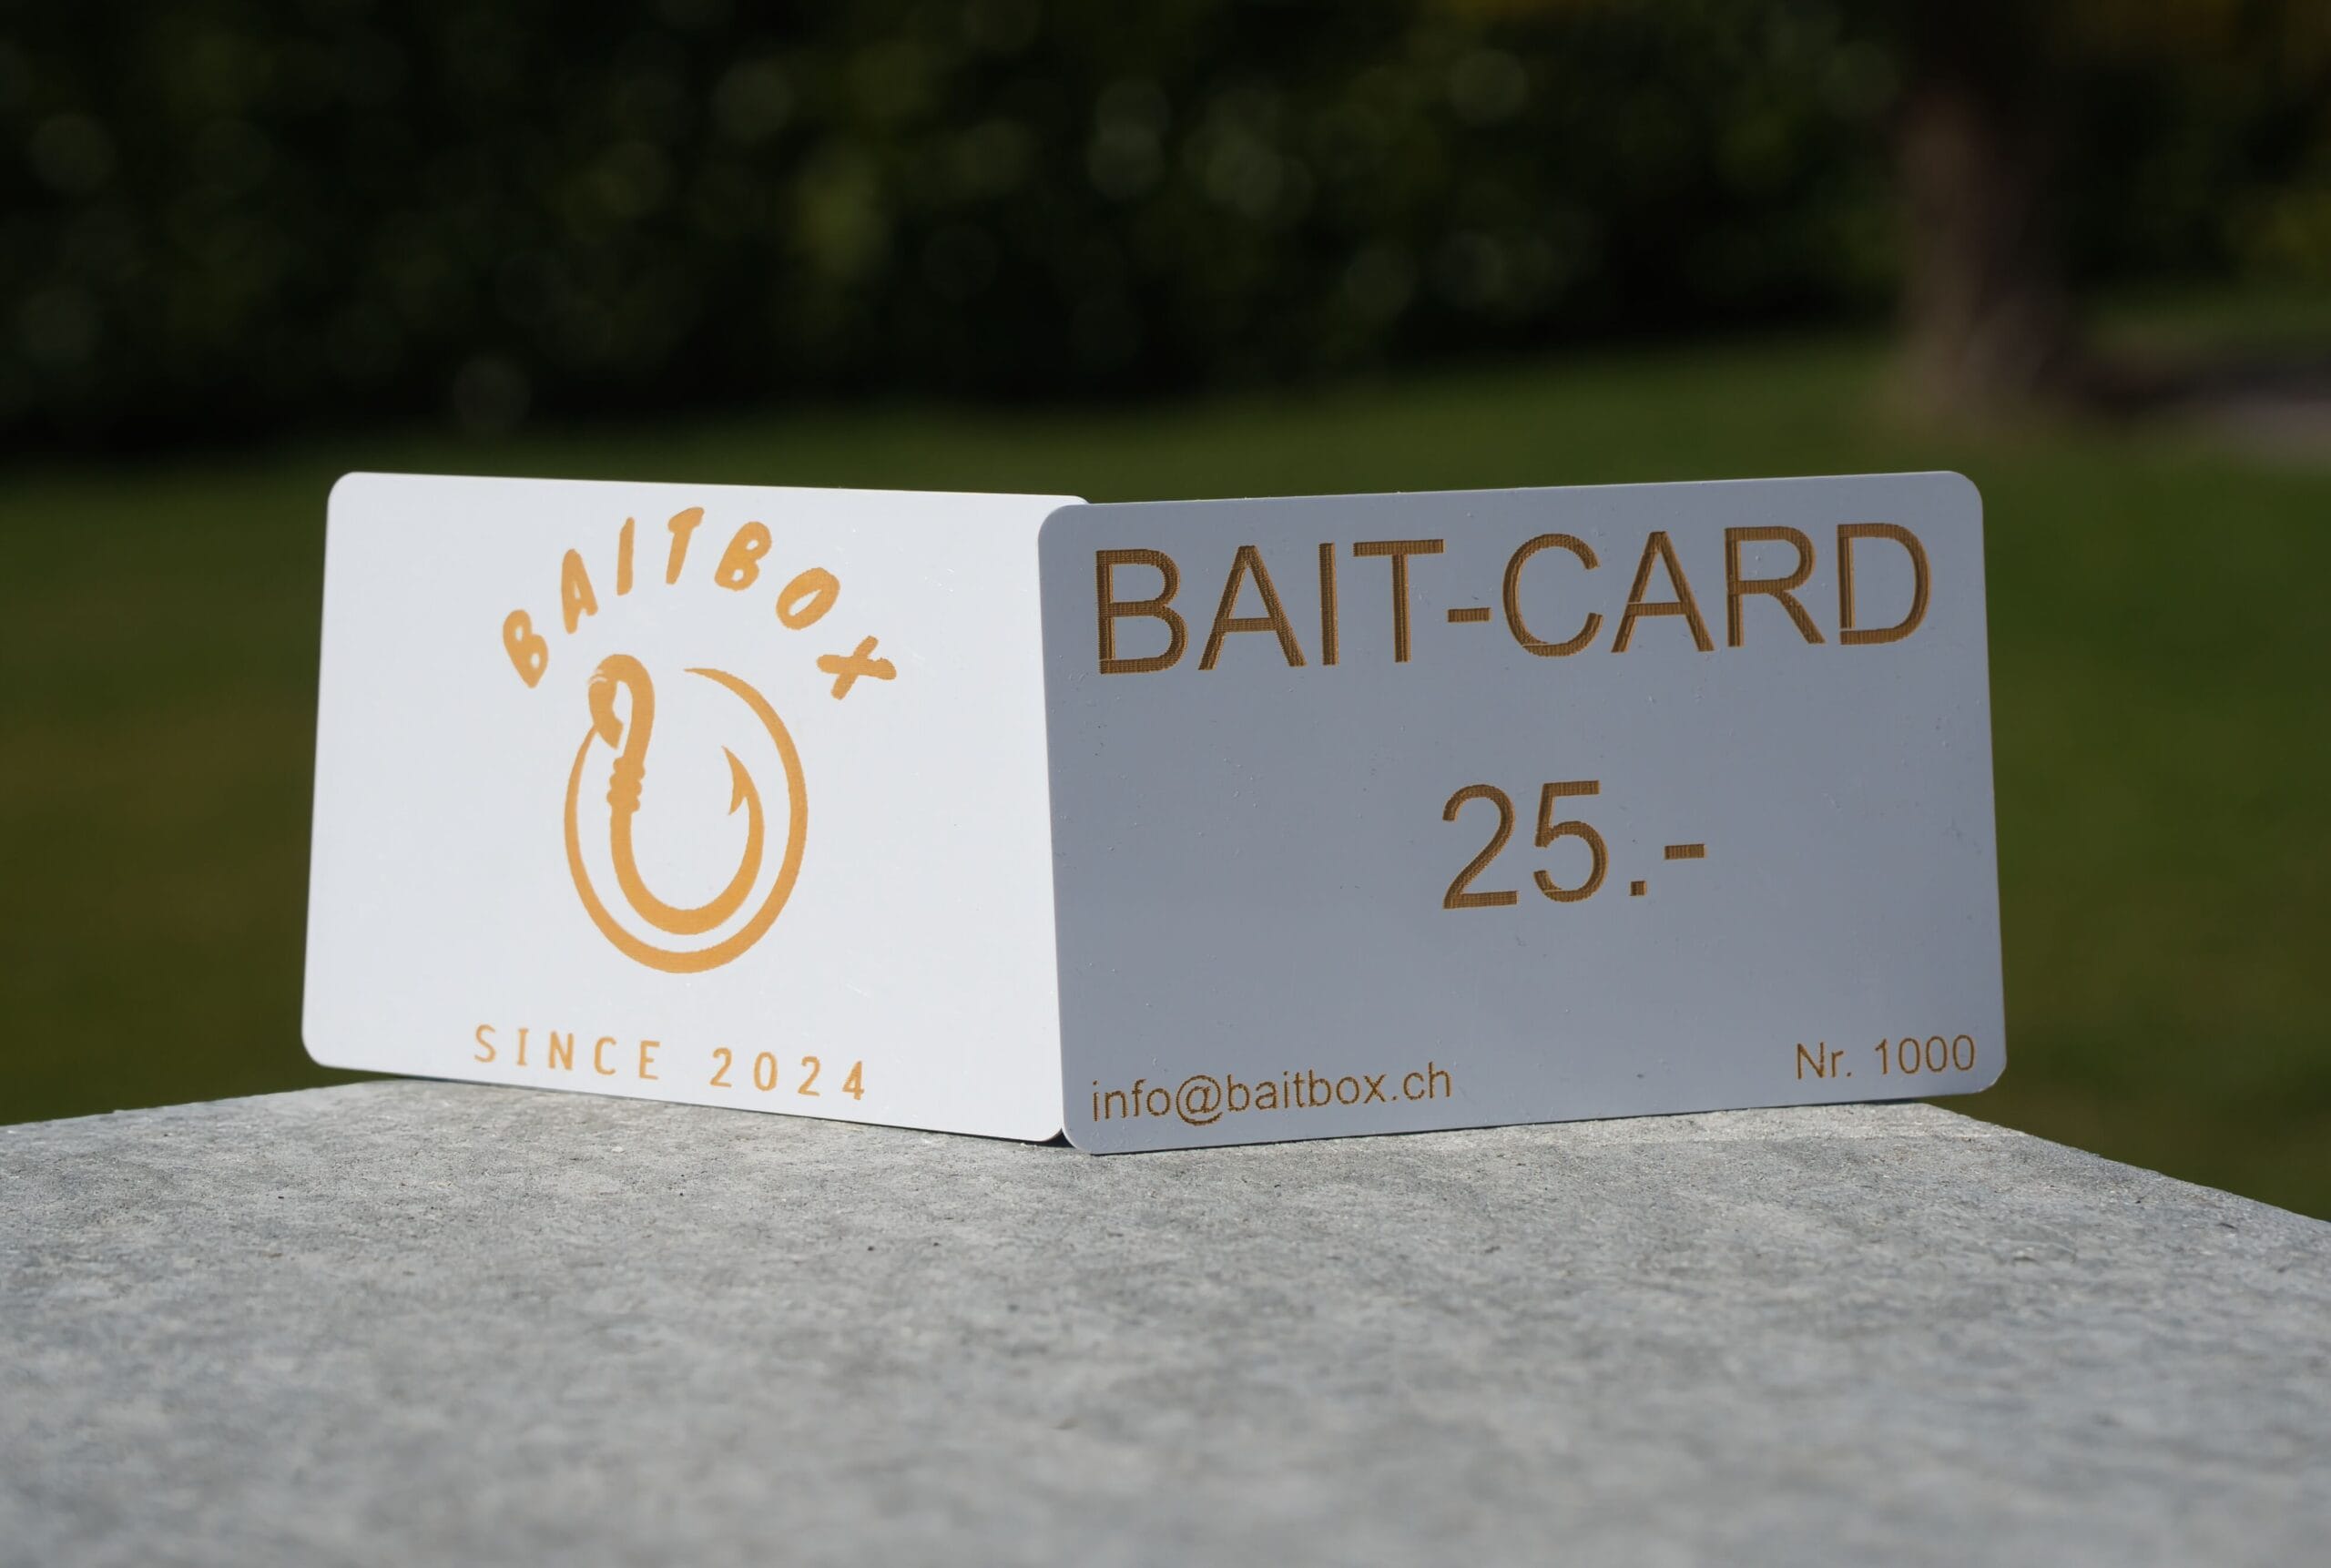 BAITBOX
SINCE 2024
BAIT-CARD
25.-
info@baitbox.ch
Nr. 1000